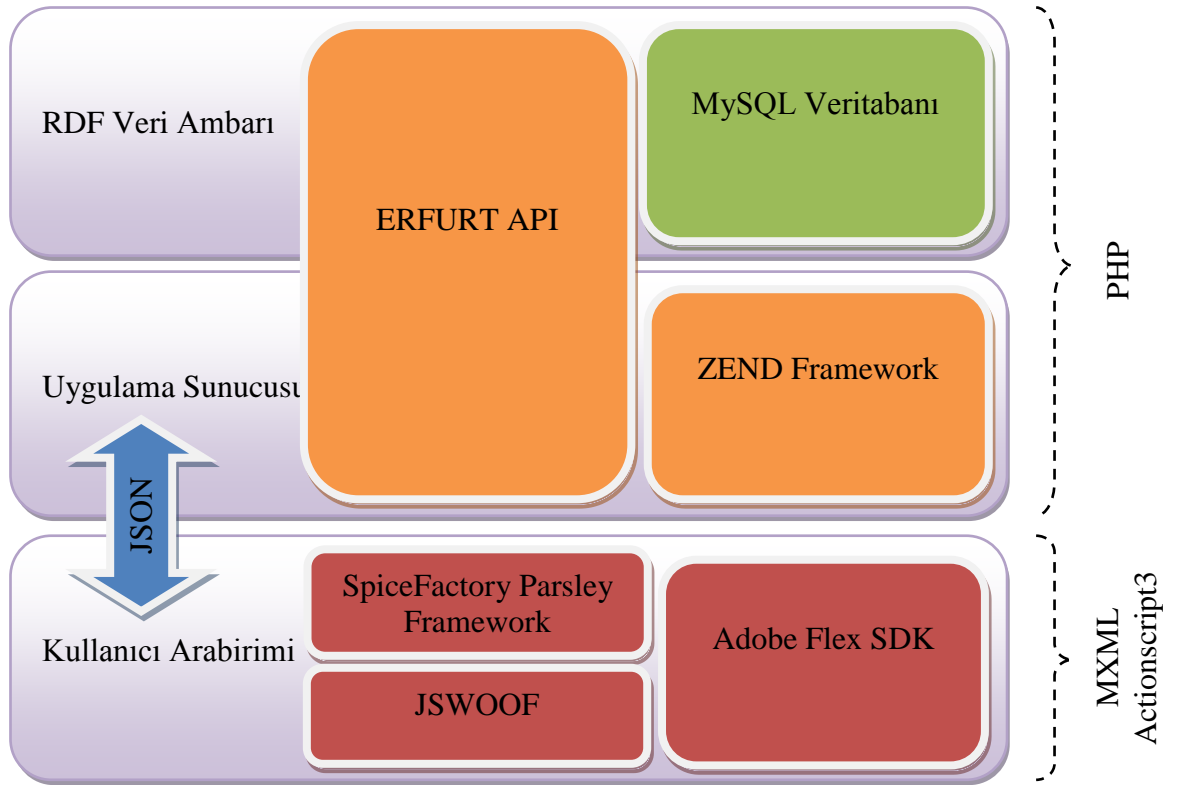 RDF Veri Ambarı
ERFURT API
MySQL Veritabanı
PHP
Uygulama Sunucusu
ZEND Framework
JSON
Kullanıcı Arabirimi
SpiceFactory Parsley
Framework
JSWOOF
Adobe Flex SDK
MXML
Actionscript3